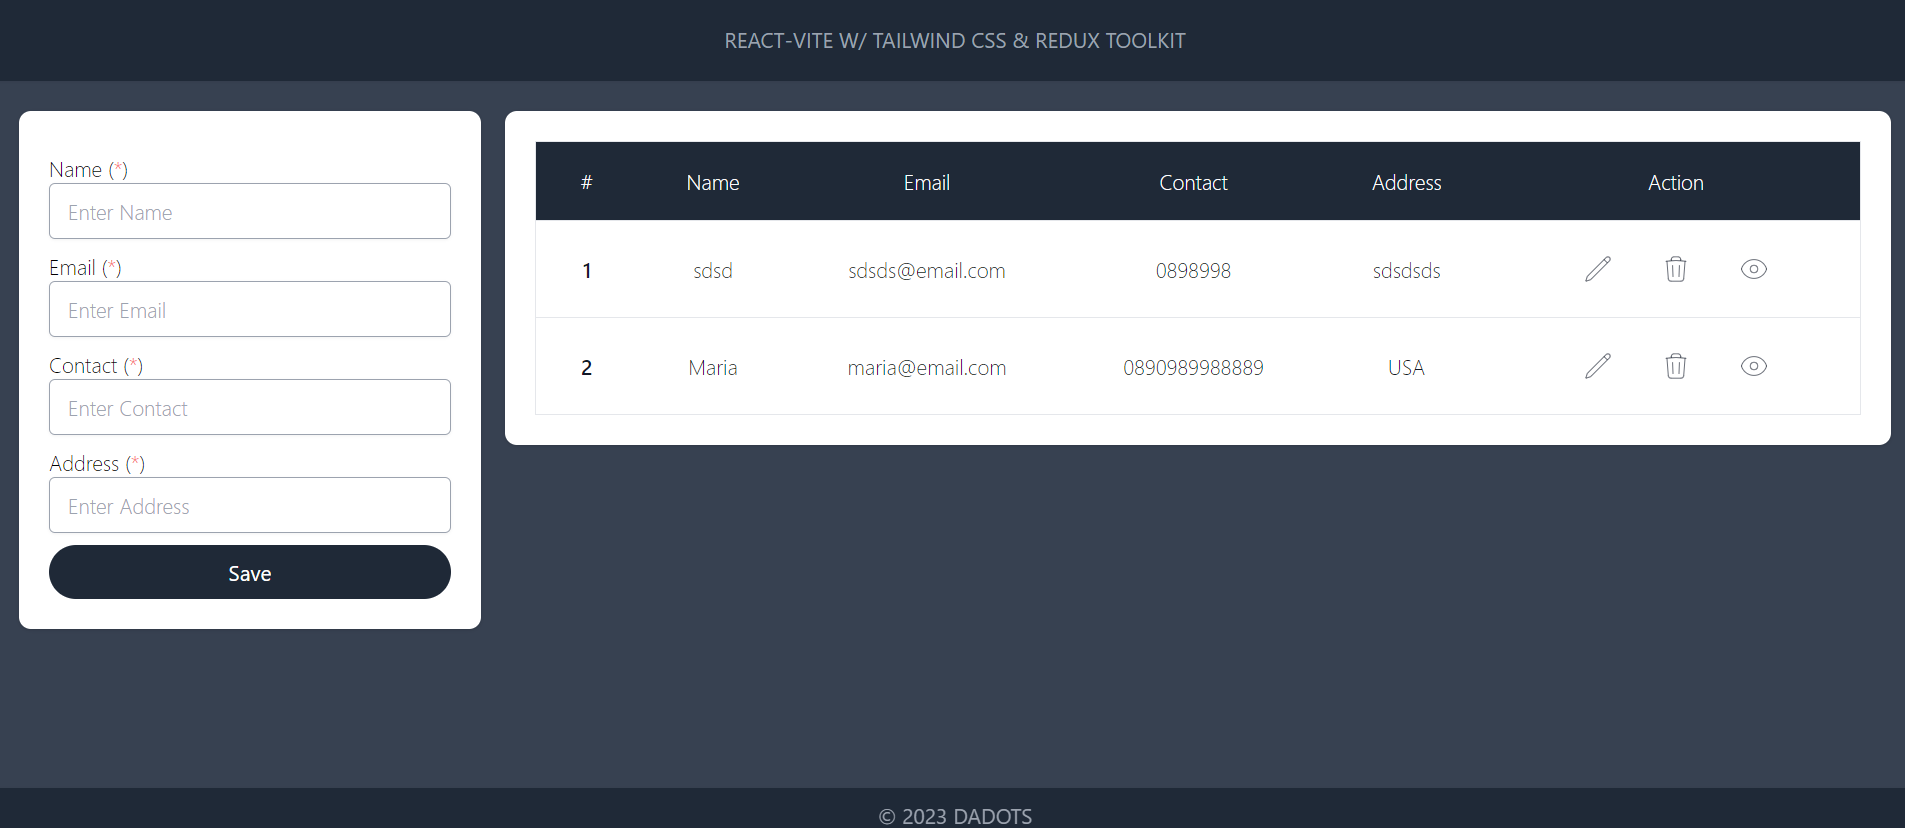 REACT-VITE W/ TAILWIND CSS & REDUX TOOLKIT
Name (*)
Enter Name
Email (*)
Enter Email
Contact (*)
Enter Contact
Address (*)
Enter Address
Save
# Name Email Contact Address Action
1 sdsd sdsds@email.com 0898998 sdsdsds
2 Maria maria@email.com 0890989988889 USA
© 2023 DADOTS